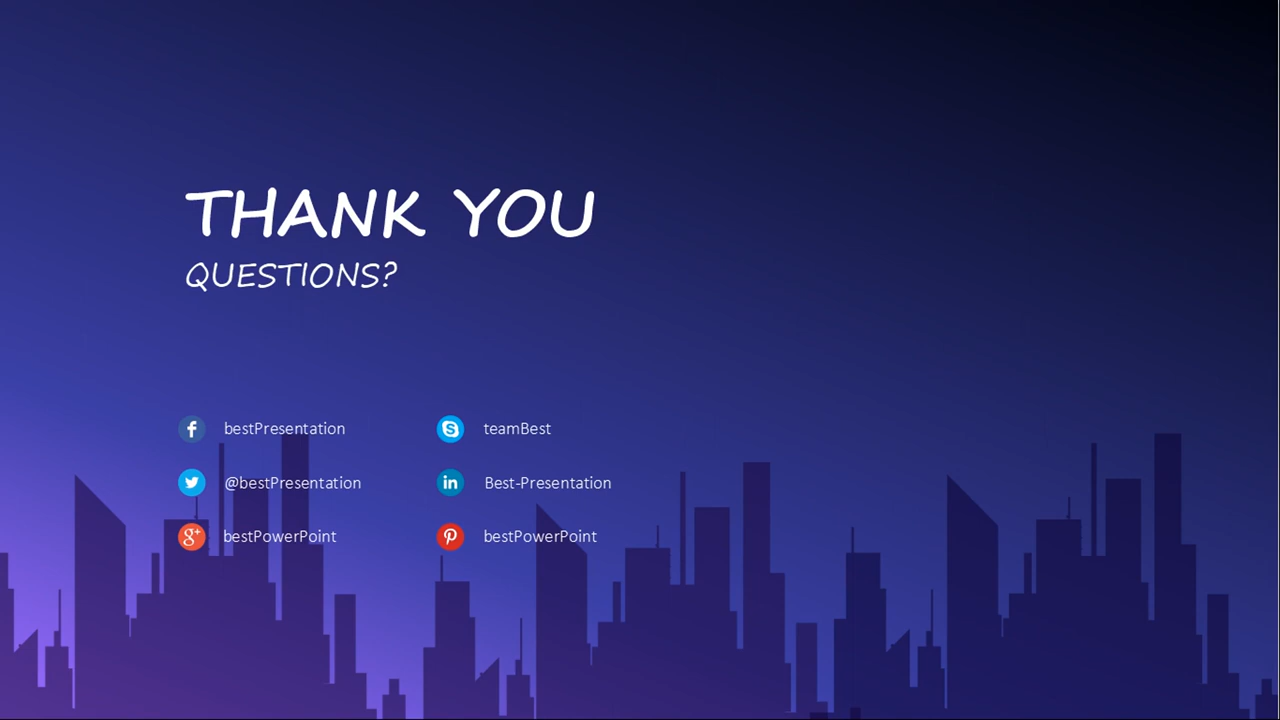 THANK YOU
QUESTIONS?
bestPresentation
teamBest
@bestPresentation
Best-Presentation
bestPowerPoint
bestPowerPoint